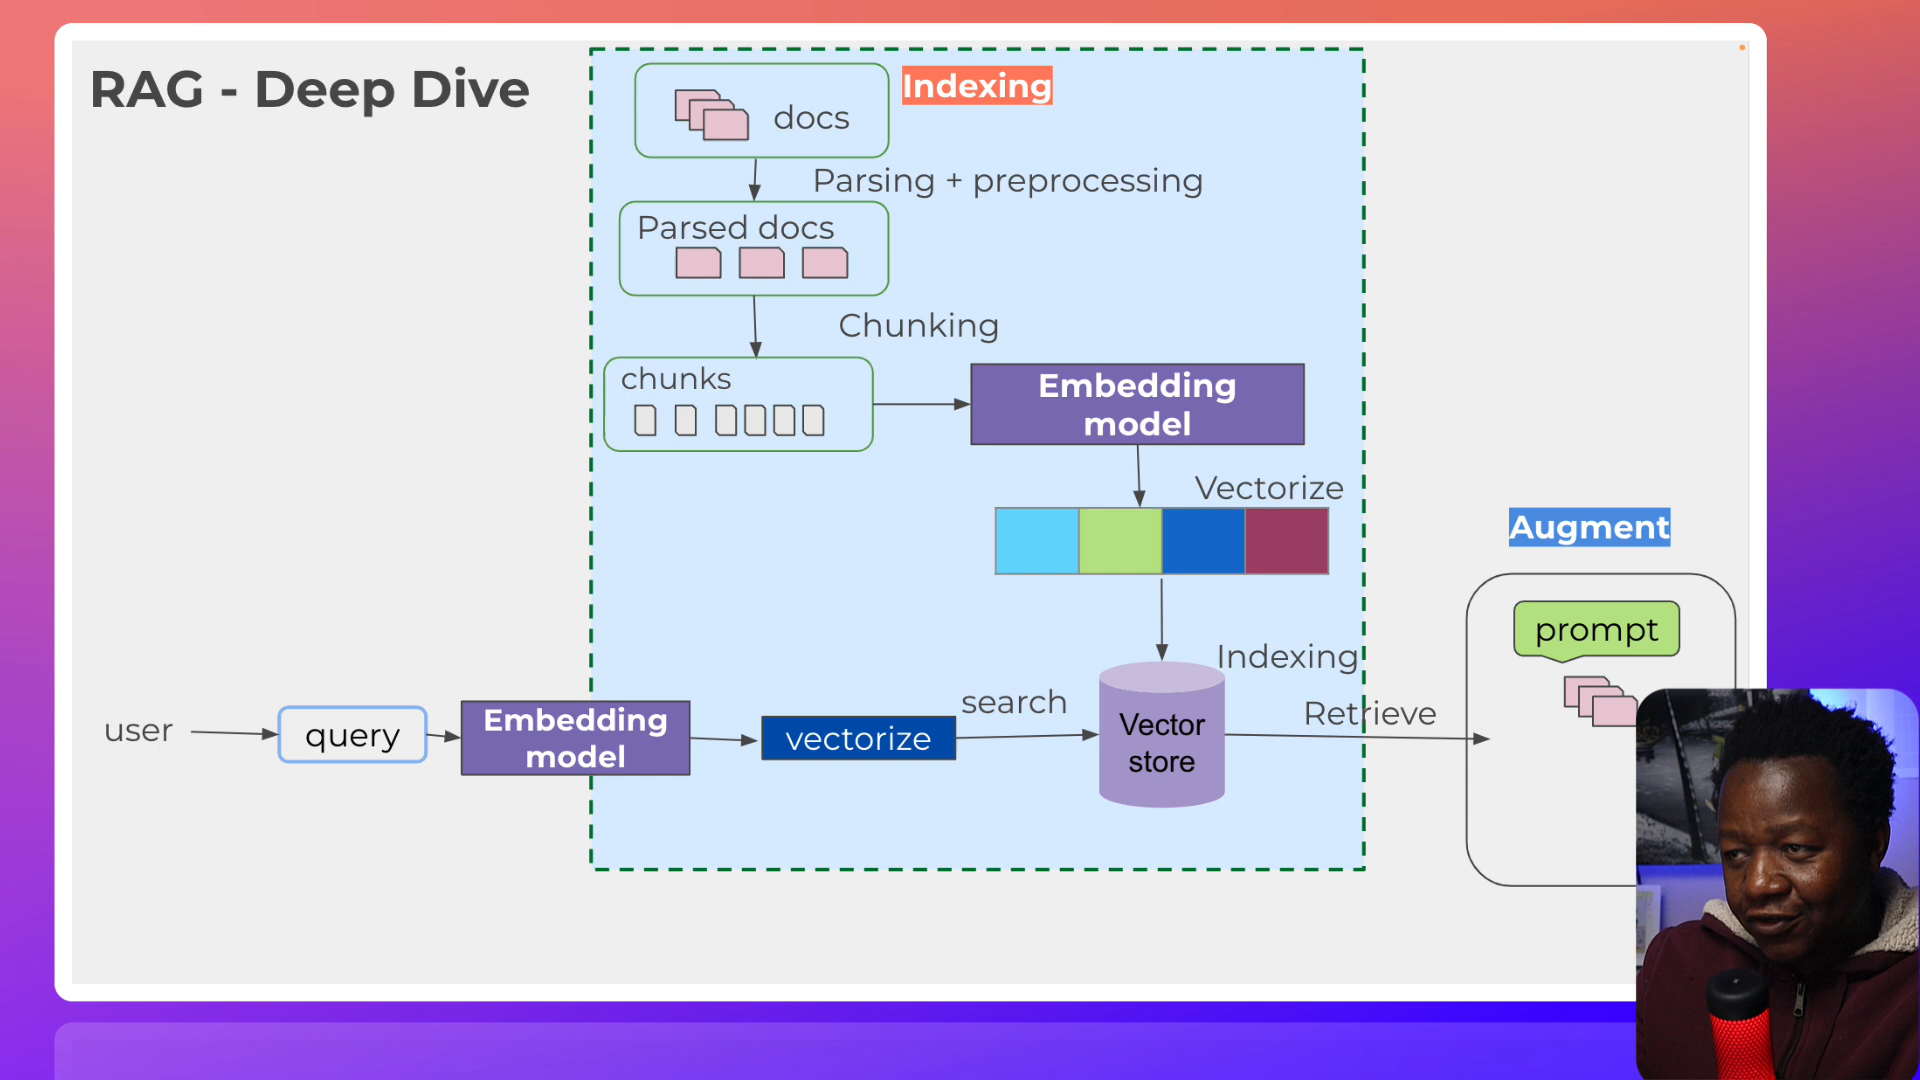 RAG - Deep Dive
Indexing
docs
Parsing + preprocessing
Parsed docs
Chunking
chunks
Embedding
model
Vectorize
Augment
prompt
Indexing
user
query
Embedding
model
vectorize
search
Vector
store
Retrieve